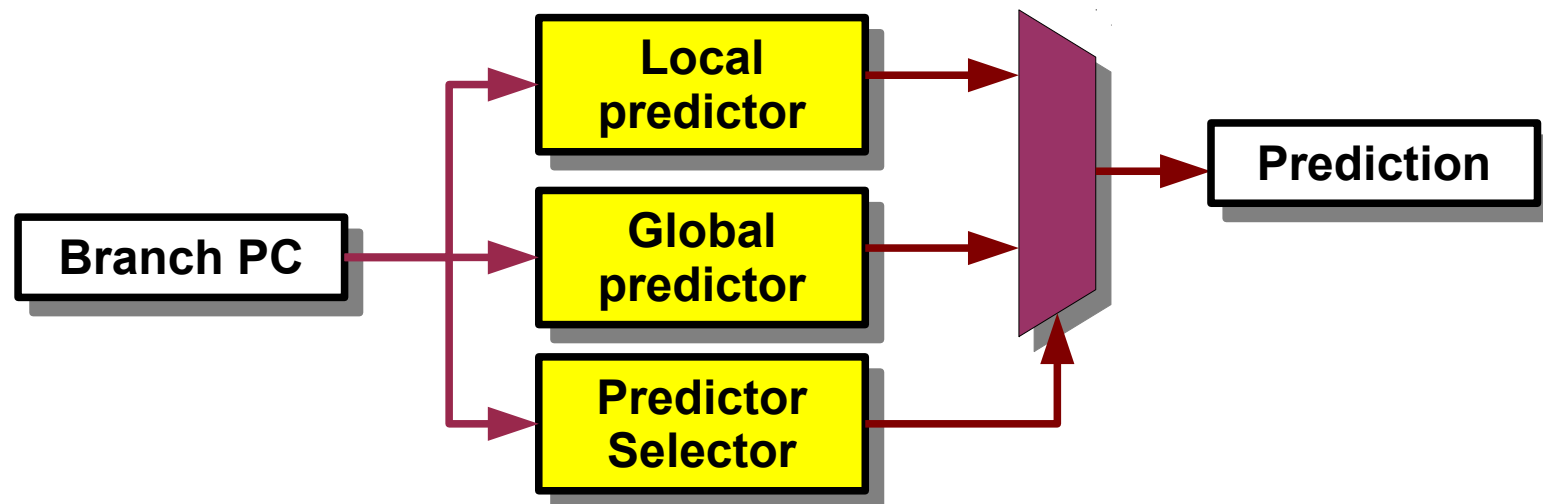 Local
predictor
Branch PC
Global
predictor
Predictor
Selector
Prediction